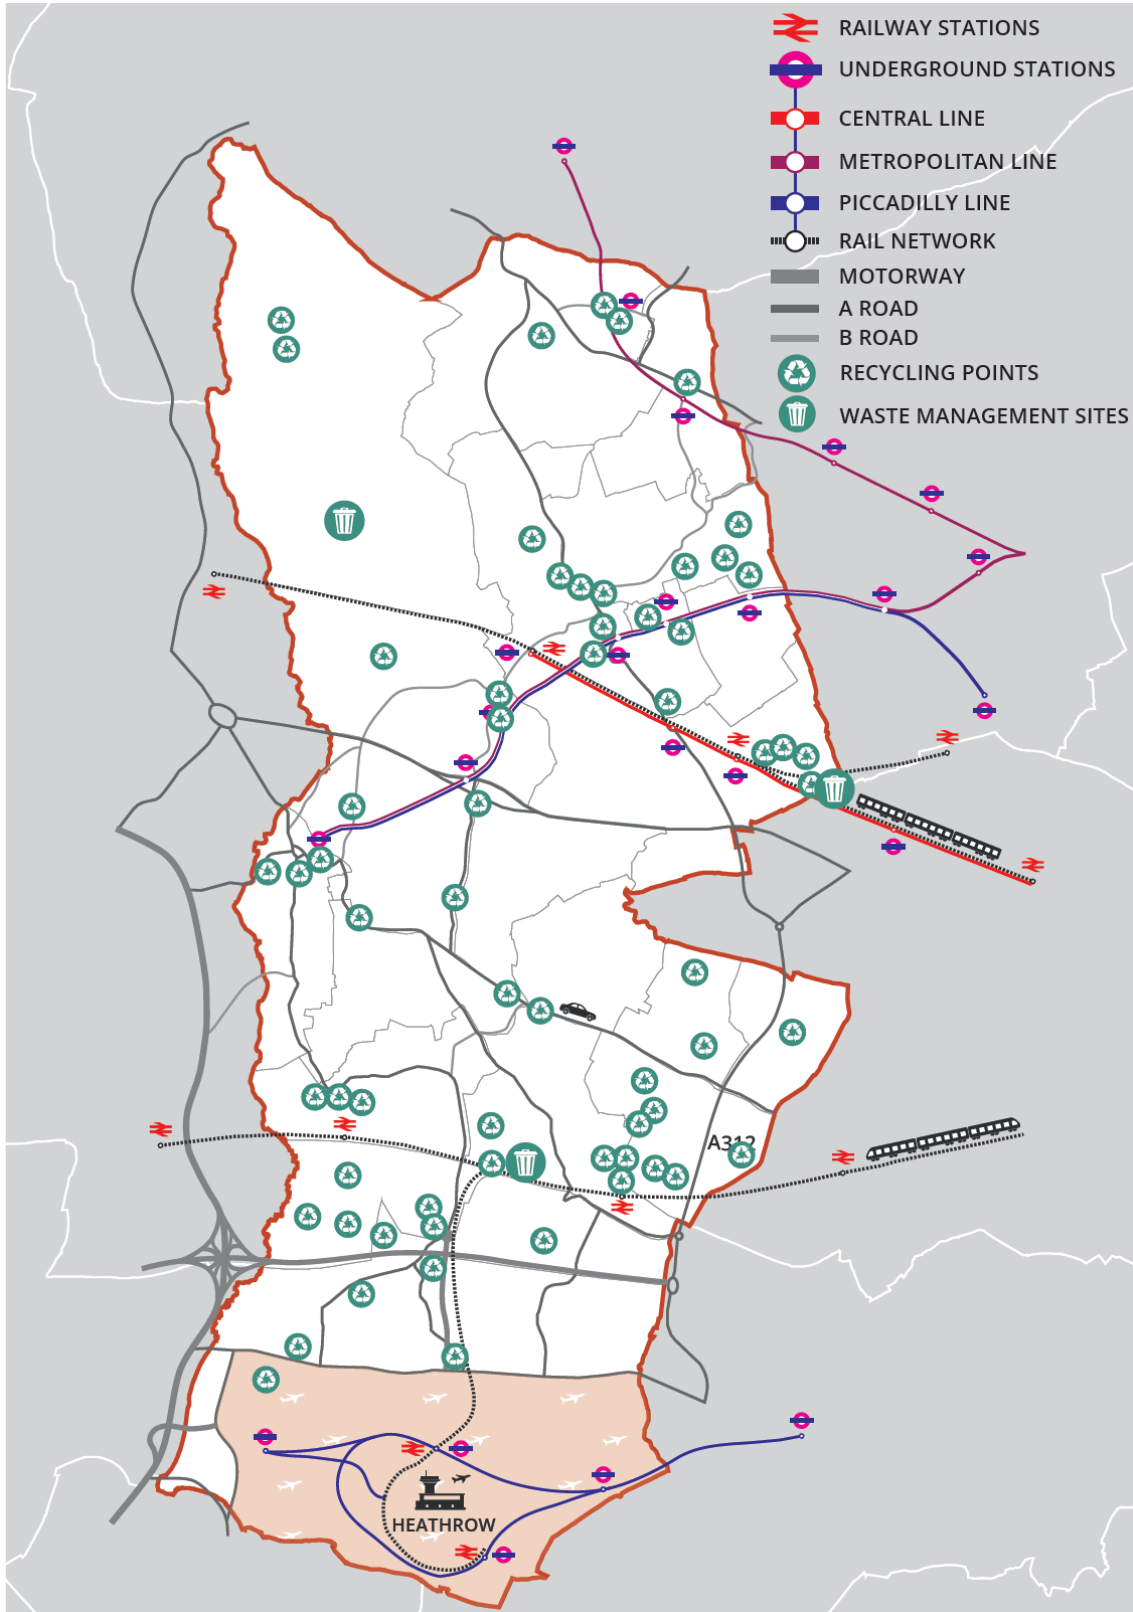 RAILWAY STATIONS
UNDERGROUND STATIONS
CENTRAL LINE
METROPOLITAN LINE
PICCADILLY LINE
RAIL NETWORK
MOTORWAY
A ROAD
B ROAD
RECYCLING POINTS
WASTE MANAGEMENT SITES
A312
HEATHROW